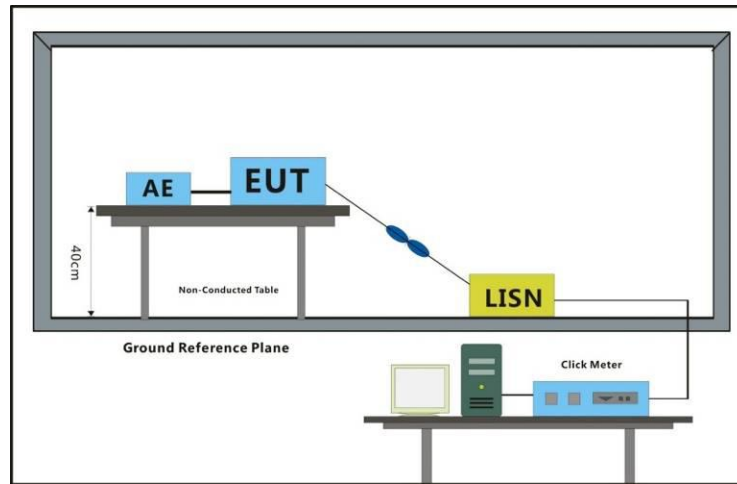 AE
EUT
40cm
Non-Conducted Table
LISN
Ground Reference Plane
Click Meter